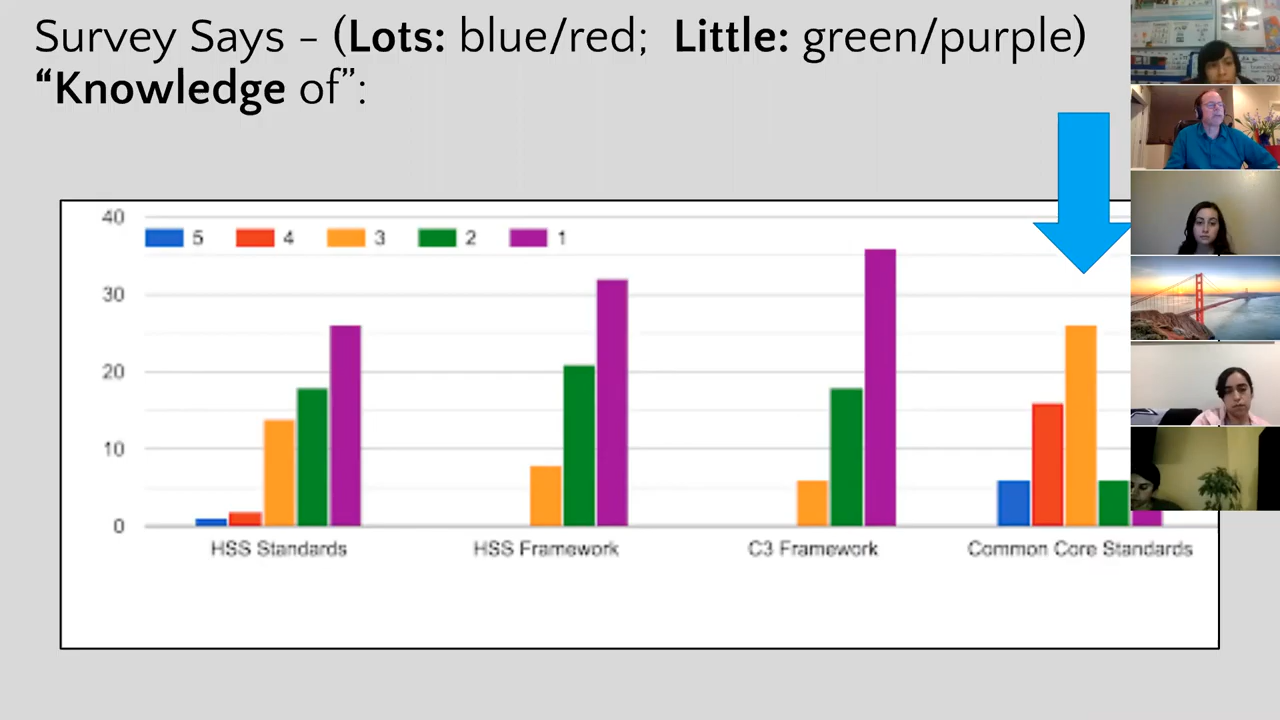 Survey Says – (Lots: blue/red; Little: green/purple)
“Knowledge of”:
40
5 4 3 2 1
30
20
10
0
HSS Standards HSS Framework C3 Framework Common Core Standards